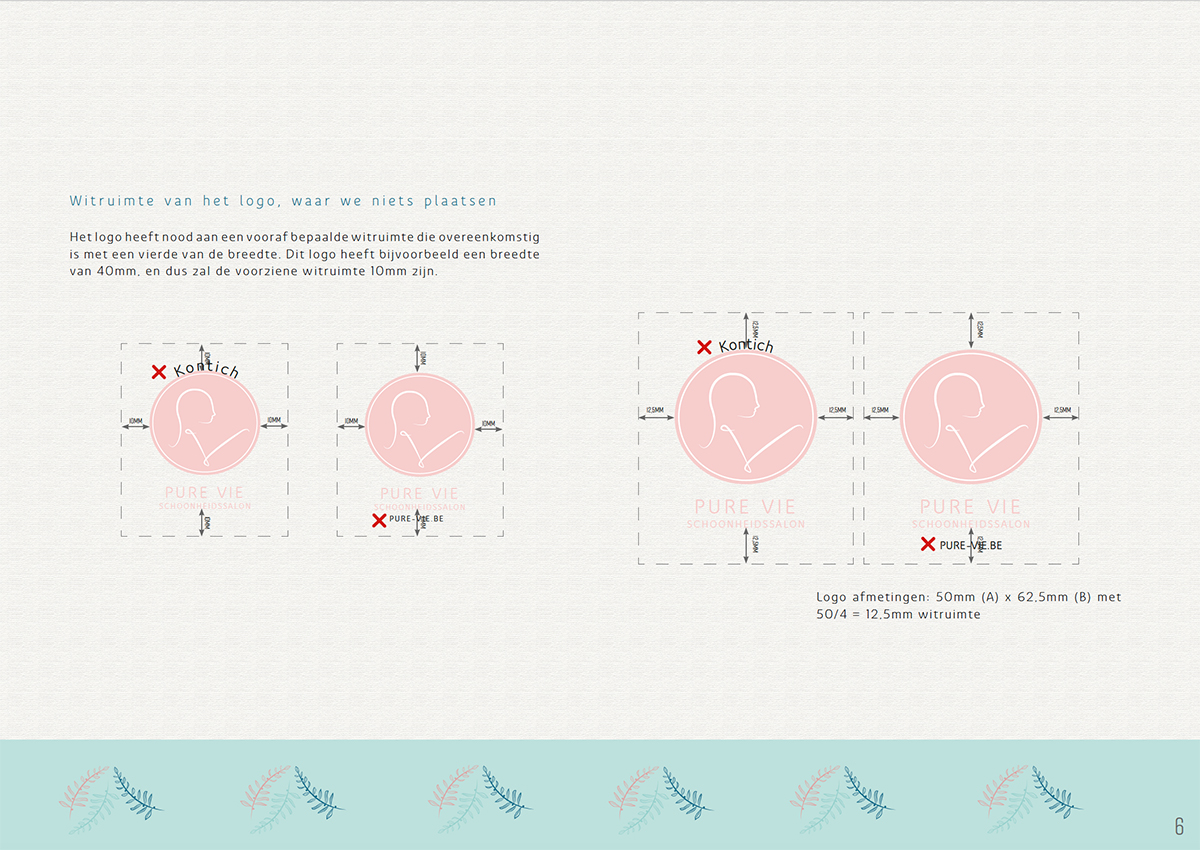 Witruimte van het logo, waar we niets plaatsen
Het logo heeft nood aan een vooraf bepaalde witruimte die overeenkomstig
is met een vierde van de breedte. Dit logo heeft bijvoorbeeld een breedte
van 40mm, en dus zal de voorziene witruimte 10mm zijn.
10MM
Kontich
10MM
10MM
PURE VIE
SCHOONHEIDSSALON
10MM
10MM
10MM
10MM
PURE VIE
SCHOONHEIDSSALON
PURE-VIE.BE
10MM
12,5MM
Kontich
12,5MM
12,5MM
PURE VIE
SCHOONHEIDSSALON
12,5MM
12,5MM
12,5MM
12,5MM
PURE VIE
SCHOONHEIDSSALON
PURE-VIE.BE
12,5MM
Logo afmetingen: 50mm (A) x 62,5mm (B) met
50/4 = 12,5mm witruimte
6